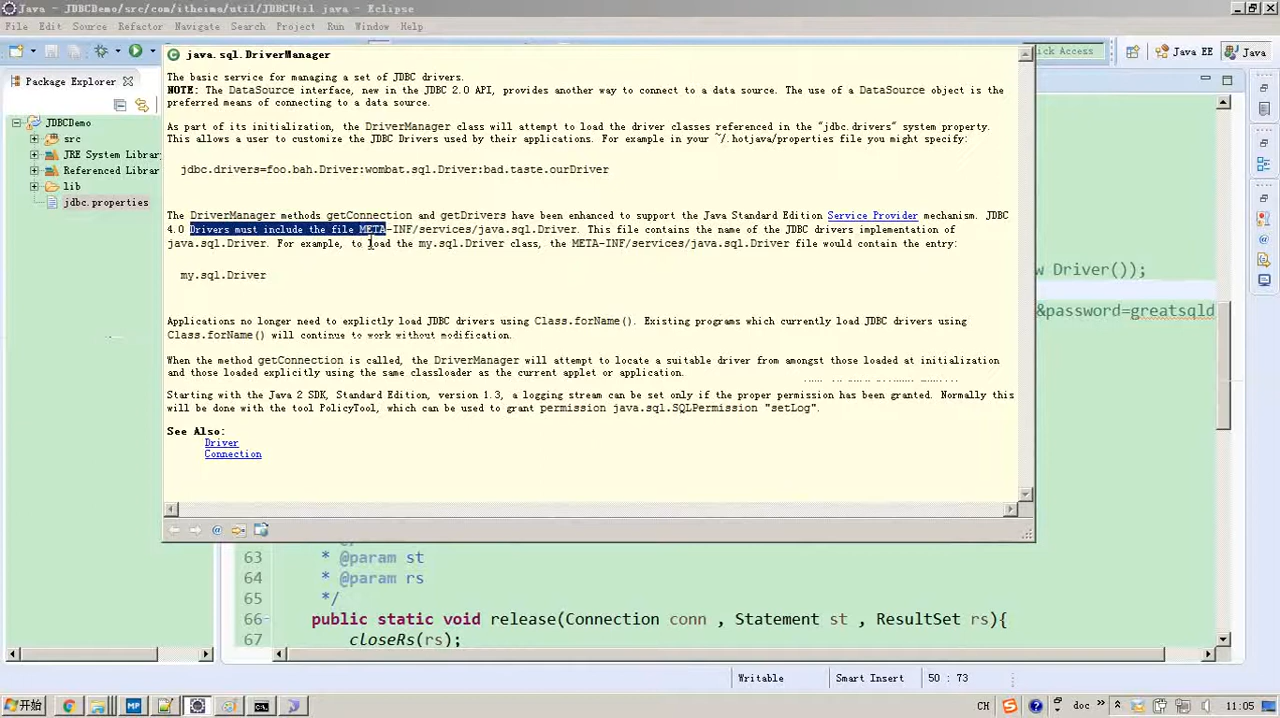 Java - JDBCDemo/src/com/itheima/util/JDBCUtil java - Eclipse
File Edit Source Refactor Navigate Search Project Run Window Help
Java EE Java
Package Explorer
JDBCDemo
src
JRE System Librar
Referenced Librar
lib
jdbc.properties
java.sql.DriverManager
The basic service for managing a set of JDBC drivers.
NOTE: The DataSource interface, new in the JDBC 2.0 API, provides another way to connect to a data source. The use of a DataSource object is the
preferred means of connecting to a data source.
As part of its initialization, the DriverManager class will attempt to load the driver classes referenced in the "jdbc.drivers" system property.
This allows a user to customize the JDBC Drivers used by their applications. For example in your ~/.hotjava/properties file you might specify:
jdbc.drivers=foo.bah.Driver:wombat.sql.Driver:bad.taste.ourDriver
The DriverManager methods getConnection and getDrivers have been enhanced to support the Java Standard Edition Service Provider mechanism. JDBC
4.0 Drivers must include the file META-INF/services/java.sql.Driver. This file contains the name of the JDBC drivers implementation of
java.sql.Driver. For example, to load the my.sql.Driver class, the META-INF/services/java.sql.Driver file would contain the entry:
my.sql.Driver
Applications no longer need to explictly load JDBC drivers using Class.forName(). Existing programs which currently load JDBC drivers using
Class.forName() will continue to work without modification.
When the method getConnection is called, the DriverManager will attempt to locate a suitable driver from amongst those loaded at initialization
and those loaded explicitly using the same classloader as the current applet or application.
Starting with the Java 2 SDK, Standard Edition, version 1.3, a logging stream can be set only if the proper permission has been granted. Normally this
will be done with the tool PolicyTool, which can be used to grant permission java.sql.SQLPermission "setLog".
See Also:
Driver
Connection
w Driver());
&password=greatsqld
63
* @param st
64 * @param rs
65 */
66 public static void release(Connection conn , Statement st , ResultSet rs){
67 closeRs(rs);
Writable Smart Insert 50 : 73
开始 MP CH doc 11:05